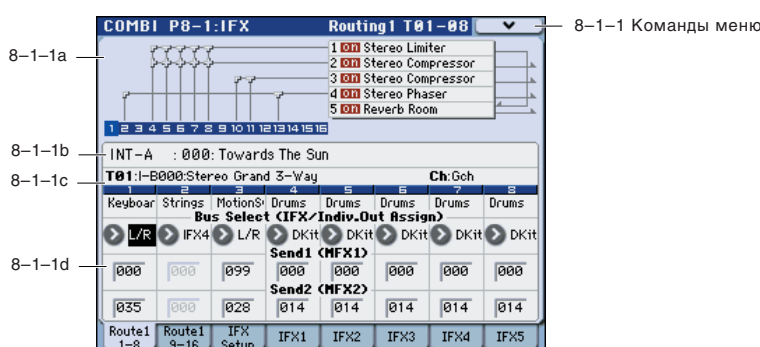 COMBI P8-1:IFX Routing1 T01-08
8–1–1 Команды меню
8–1–1a
1 on Stereo Limiter
2 on Stereo Compressor
3 on Stereo Compressor
4 on Stereo Phaser
5 on Reverb Room
1 2 3 4 5 6 7 8 9 10 11 12 13 14 15 16
8–1–1b
INT-A :000: Towards The Sun
8–1–1c
T01:I-B000:Stereo Grand 3-Way Ch:Gch
1 2 3 4 5 6 7 8
Keyboar Strings MotionS Drums Drums Drums Drums Drums
Bus Select (IFX/Indiv.Out Assign)
L/R IFX4 L/R DKit DKit DKit DKit DKit
8–1–1d
Send1 (MFX1)
000 000 099 000 000 000 000 000
Send2 (MFX2)
035 000 028 014 014 014 014 014
Route1 1-8 Route1 9-16 IFX Setup IFX1 IFX2 IFX3 IFX4 IFX5